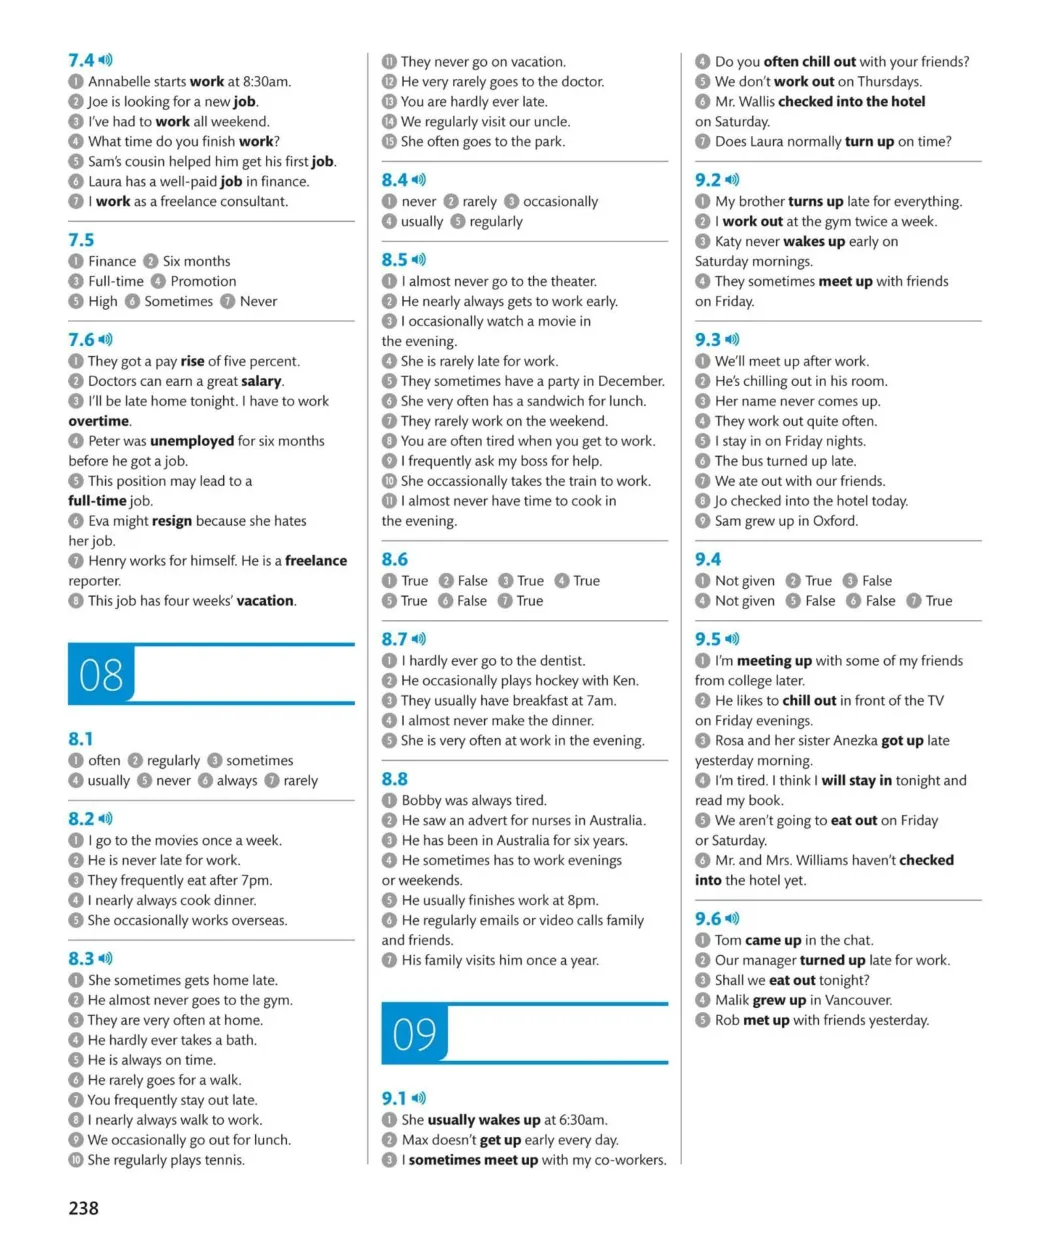 7.4
1 Annabelle starts work at 8:30am.
2 Joe is looking for a new job.
3 I've had to work all weekend.
4 What time do you finish work?
5 Sam's cousin helped him get his first job.
6 Laura has a well-paid job in finance.
7 I work as a freelance consultant.
7.5
1 Finance 2 Six months
3 Full-time 4 Promotion
5 High 6 Sometimes 7 Never
7.6
1 They got a pay rise of five percent.
2 Doctors can earn a great salary.
3 I'll be late home tonight. I have to work
overtime.
4 Peter was unemployed for six months
before he got a job.
5 This position may lead to a
full-time job.
6 Eva might resign because she hates
her job.
7 Henry works for himself. He is a freelance
reporter.
8 This job has four weeks' vacation.
08
8.1
1 often 2 regularly 3 sometimes
4 usually 5 never 6 always 7 rarely
8.2
1 I go to the movies once a week.
2 He is never late for work.
3 They frequently eat after 7pm.
4 I nearly always cook dinner.
5 She occasionally works overseas.
8.3
1 She sometimes gets home late.
2 He almost never goes to the gym.
3 They are very often at home.
4 He hardly ever takes a bath.
5 He is always on time.
6 He rarely goes for a walk.
7 You frequently stay out late.
8 I nearly always walk to work.
9 We occasionally go out for lunch.
10 She regularly plays tennis.
11 They never go on vacation.
12 He very rarely goes to the doctor.
13 You are hardly ever late.
14 We regularly visit our uncle.
15 She often goes to the park.
8.4
1 never 2 rarely 3 occasionally
4 usually 5 regularly
8.5
1 I almost never go to the theater.
2 He nearly always gets to work early.
3 I occasionally watch a movie in
the evening.
4 She is rarely late for work.
5 They sometimes have a party in December.
6 She very often has a sandwich for lunch.
7 They rarely work on the weekend.
8 You are often tired when you get to work.
9 I frequently ask my boss for help.
10 She occassionally takes the train to work.
11 I almost never have time to cook in
the evening.
8.6
1 True 2 False 3 True 4 True
5 True 6 False 7 True
8.7
1 I hardly ever go to the dentist.
2 He occasionally plays hockey with Ken.
3 They usually have breakfast at 7am.
4 I almost never make the dinner.
5 She is very often at work in the evening.
8.8
1 Bobby was always tired.
2 He saw an advert for nurses in Australia.
3 He has been in Australia for six years.
4 He sometimes has to work evenings
or weekends.
5 He usually finishes work at 8pm.
6 He regularly emails or video calls family
and friends.
7 His family visits him once a year.
09
9.1
1 She usually wakes up at 6:30am.
2 Max doesn't get up early every day.
3 I sometimes meet up with my co-workers.
4 Do you often chill out with your friends?
5 We don't work out on Thursdays.
6 Mr. Wallis checked into the hotel
on Saturday.
7 Does Laura normally turn up on time?
9.2
1 My brother turns up late for everything.
2 I work out at the gym twice a week.
3 Katy never wakes up early on
Saturday mornings.
4 They sometimes meet up with friends
on Friday.
9.3
1 We'll meet up after work.
2 He's chilling out in his room.
3 Her name never comes up.
4 They work out quite often.
5 I stay in on Friday nights.
6 The bus turned up late.
7 We ate out with our friends.
8 Jo checked into the hotel today.
9 Sam grew up in Oxford.
9.4
1 Not given 2 True 3 False
4 Not given 5 False 6 False 7 True
9.5
1 I'm meeting up with some of my friends
from college later.
2 He likes to chill out in front of the TV
on Friday evenings.
3 Rosa and her sister Anezka got up late
yesterday morning.
4 I'm tired. I think I will stay in tonight and
read my book.
5 We aren't going to eat out on Friday
or Saturday.
6 Mr. and Mrs. Williams haven't checked
into the hotel yet.
9.6
1 Tom came up in the chat.
2 Our manager turned up late for work.
3 Shall we eat out tonight?
4 Malik grew up in Vancouver.
5 Rob met up with friends yesterday.
238